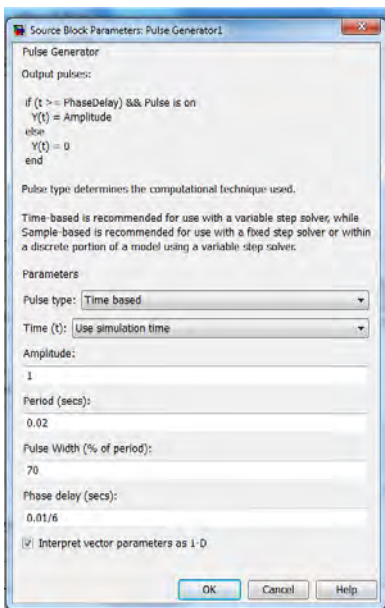 Source Block Parameters: Pulse Generator1
Pulse Generator
Output pulses:
if (t >= PhaseDelay) && Pulse is on
Y(t) = Amplitude
else
Y(t) = 0
end
Pulse type determines the computational technique used.
Time-based is recommended for use with a variable step solver, while
Sample-based is recommended for use with a fixed step solver or within
a discrete portion of a model using a variable step solver.
Parameters
Pulse type: Time based
Time (t): Use simulation time
Amplitude:
1
Period (secs):
0.02
Pulse Width (% of period):
70
Phase delay (secs):
0.01/6
Interpret vector parameters as 1-D
OK Cancel Help